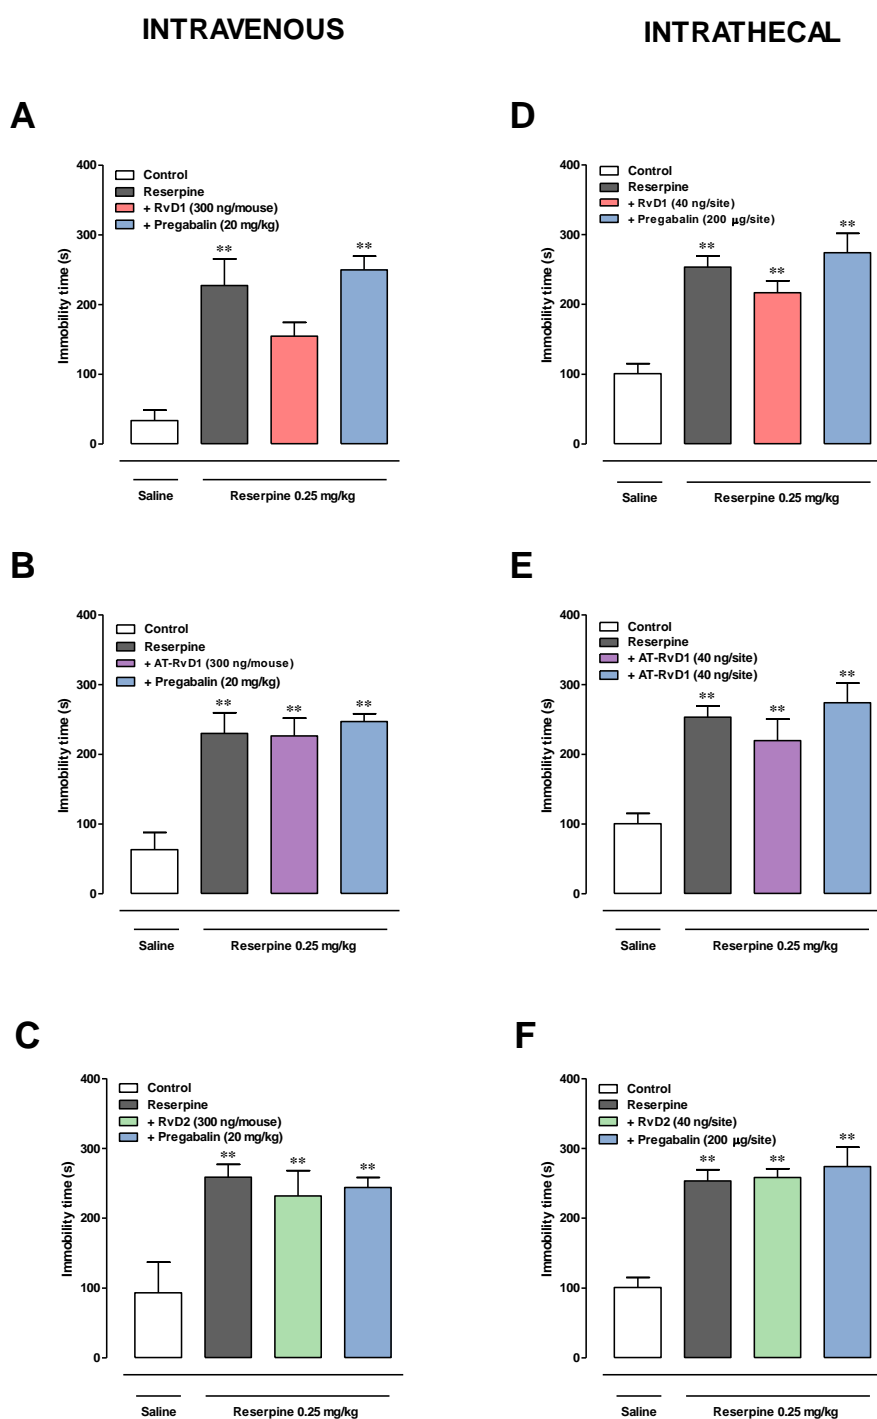 INTRAVENOUS
INTRATHECAL
A
400
300
200
100
0
Immobility time (s)
Control
Reserpine
+ RvD1 (300 ng/mouse)
+ Pregabalin (20 mg/kg)
**
**
Saline
Reserpine 0.25 mg/kg
D
400
300
200
100
0
Immobility time (s)
Control
Reserpine
+ RvD1 (40 ng/site)
+ Pregabalin (200 µg/site)
**
**
**
Saline
Reserpine 0.25 mg/kg
B
400
300
200
100
0
Immobility time (s)
Control
Reserpine
+ AT-RvD1 (300 ng/mouse)
+ Pregabalin (20 mg/kg)
**
**
**
Saline
Reserpine 0.25 mg/kg
E
400
300
200
100
0
Immobility time (s)
Control
Reserpine
+ AT-RvD1 (40 ng/site)
+ AT-RvD1 (40 ng/site)
**
**
**
Saline
Reserpine 0.25 mg/kg
C
400
300
200
100
0
Immobility time (s)
Control
Reserpine
+ RvD2 (300 ng/mouse)
+ Pregabalin (20 mg/kg)
**
**
**
Saline
Reserpine 0.25 mg/kg
F
400
300
200
100
0
Immobility time (s)
Control
Reserpine
+ RvD2 (40 ng/site)
+ Pregabalin (200 µg/site)
**
**
**
Saline
Reserpine 0.25 mg/kg